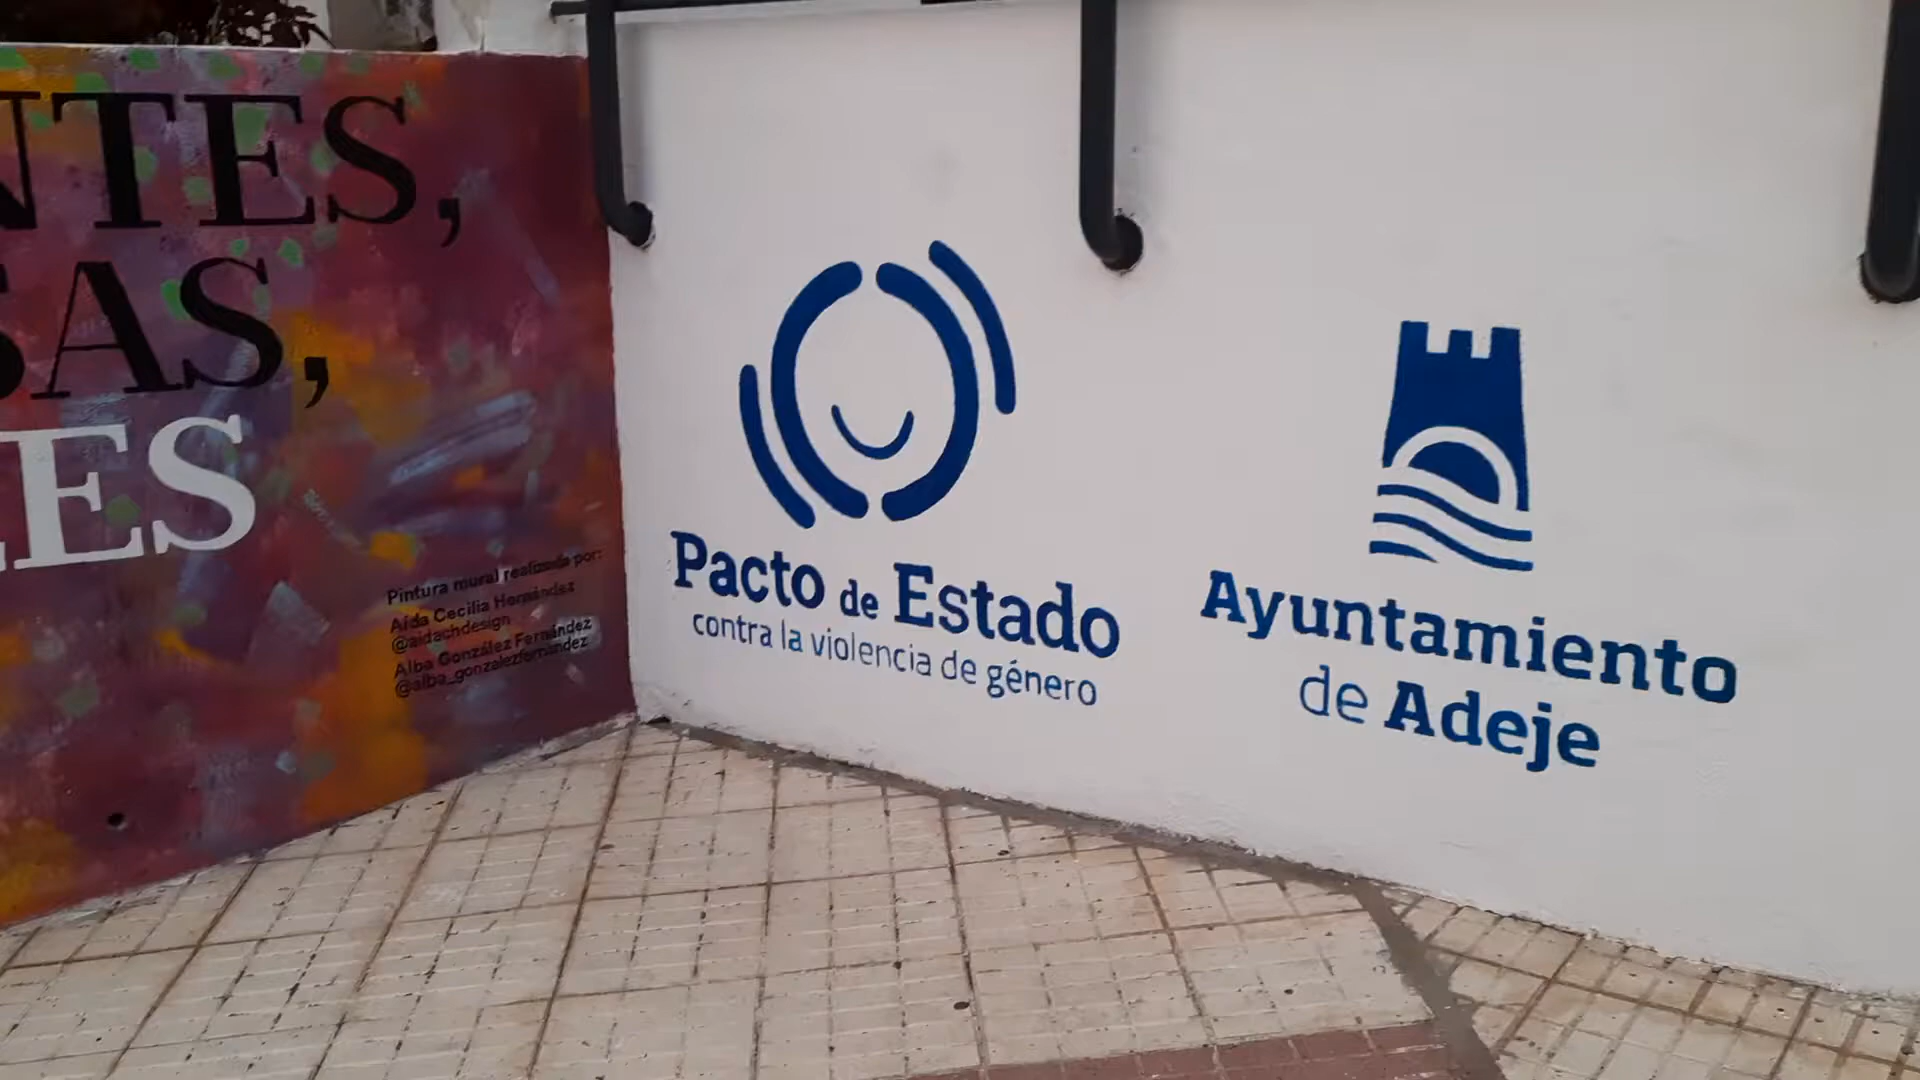 NTES,
SAS,
LES
Pintura mural realizada por:
Aida Cecilia Hernández
@aidachdesign
Alba González Fernández
@alba_gonzalezfernandez
Pacto de Estado
contra la violencia de género
Ayuntamiento
de Adeje